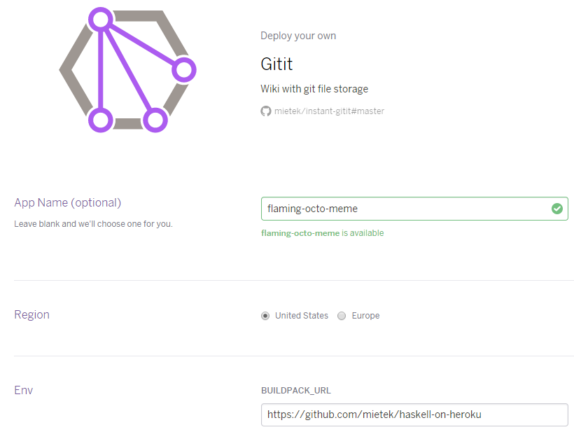 Deploy your own
Gitit
Wiki with git file storage
mietek/instant-gitit#master
App Name (optional)
Leave blank and we'll choose one for you.
flaming-octo-meme
flaming-octo-meme is available
Region
United States Europe
Env
BUILDPACK_URL
https://github.com/mietek/haskell-on-heroku